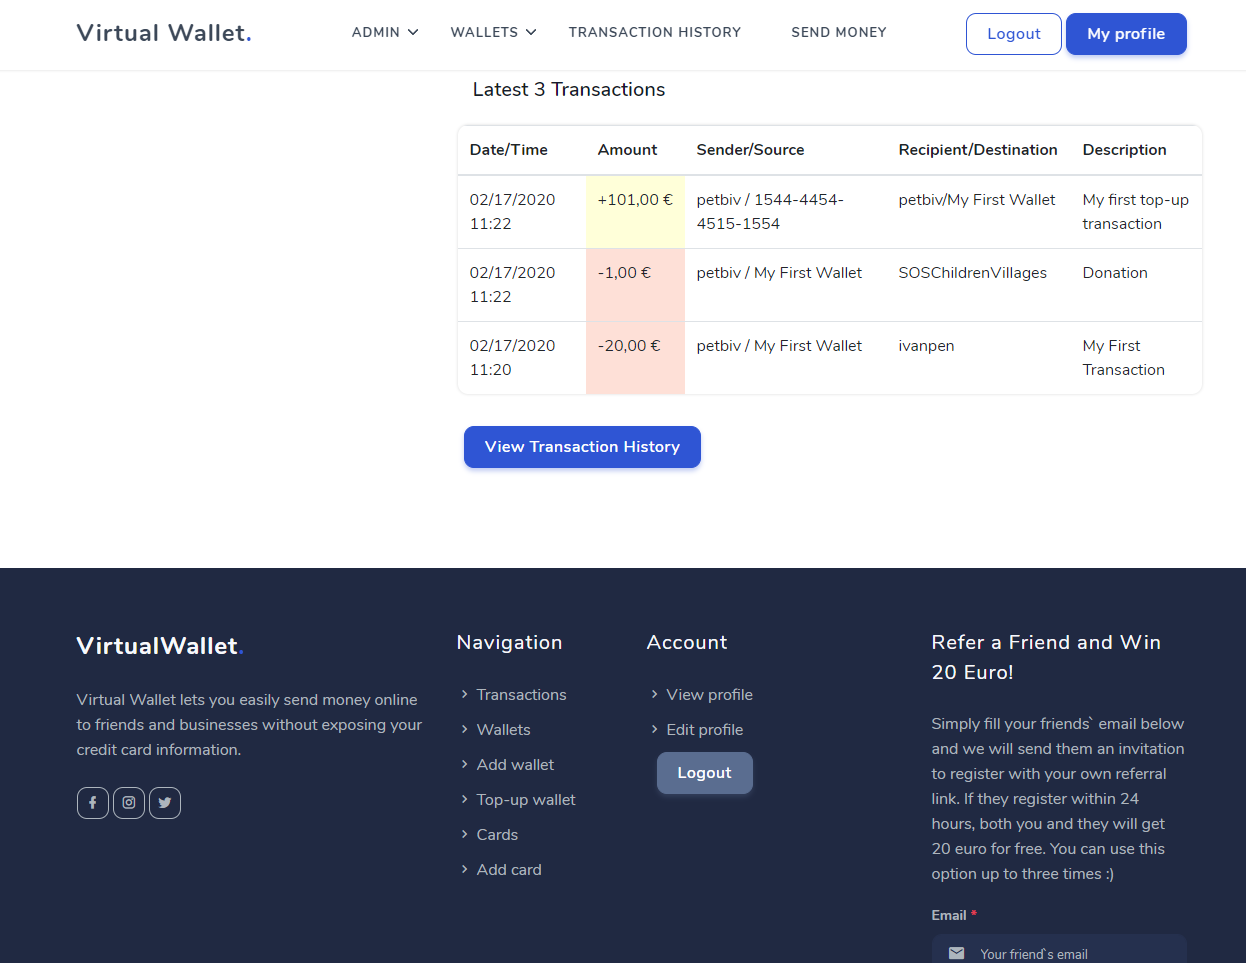 Virtual Wallet.
ADMIN
WALLETS
TRANSACTION HISTORY
SEND MONEY
Logout
My profile
Latest 3 Transactions
Date/Time Amount Sender/Source Recipient/Destination Description
02/17/2020 +101,00 € petbiv / 1544-4454- petbiv/My First Wallet My first top-up
11:22 4515-1554 transaction
02/17/2020 -1,00 € petbiv / My First Wallet SOSChildrenVillages Donation
11:22
02/17/2020 -20,00 € petbiv / My First Wallet ivanpen My First
11:20 Transaction
View Transaction History
VirtualWallet.
Virtual Wallet lets you easily send money online
to friends and businesses without exposing your
credit card information.
Navigation
Transactions
Wallets
Add wallet
Top-up wallet
Cards
Add card
Account
View profile
Edit profile
Logout
Refer a Friend and Win
20 Euro!
Simply fill your friends` email below
and we will send them an invitation
to register with your own referral
link. If they register within 24
hours, both you and they will get
20 euro for free. You can use this
option up to three times :)
Email *
Your friend`s email